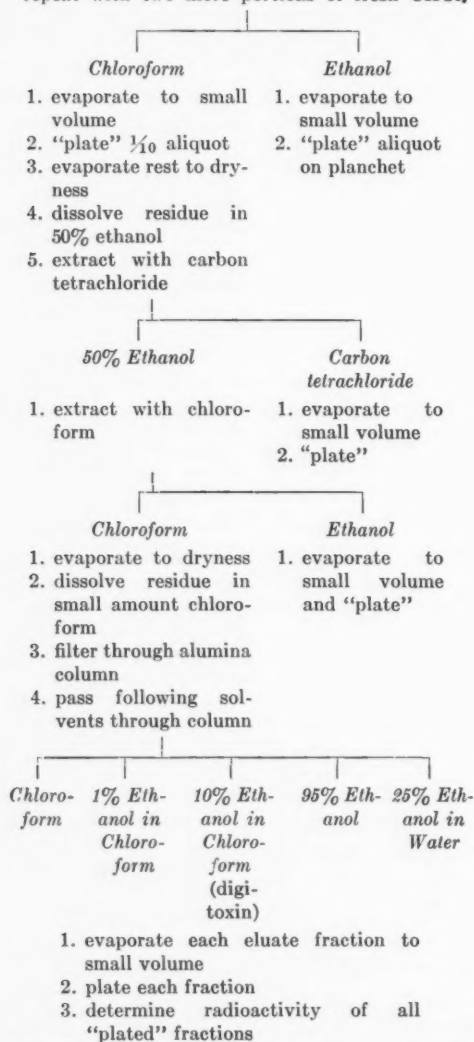 repeat with two more portions of
Chloroform
1. evaporate to small
volume
2. "plate" 1/10 aliquot
3. evaporate rest to dry-
ness
4. dissolve residue in
50% ethanol
5. extract with carbon
tetrachloride
Ethanol
1. evaporate to
small volume
2. "plate" aliquot
on planchet
50% Ethanol
1. extract with chloro-
form
Carbon
tetrachloride
1. evaporate to
small volume
2. "plate"
Chloroform
1. evaporate to dryness
2. dissolve residue in
small amount chloro-
form
3. filter through alumina
column
4. pass following sol-
vents through column
Ethanol
1. evaporate to
small volume
and "plate"
Chloro-
form
1% Eth-
anol in
Chloro-
form
10% Eth-
anol in
Chloro-
form
(digi-
toxin)
95% Eth-
anol
25% Eth-
anol in
Water
1. evaporate each eluate fraction to
small volume
2. plate each fraction
3. determine radioactivity of all
"plated" fractions